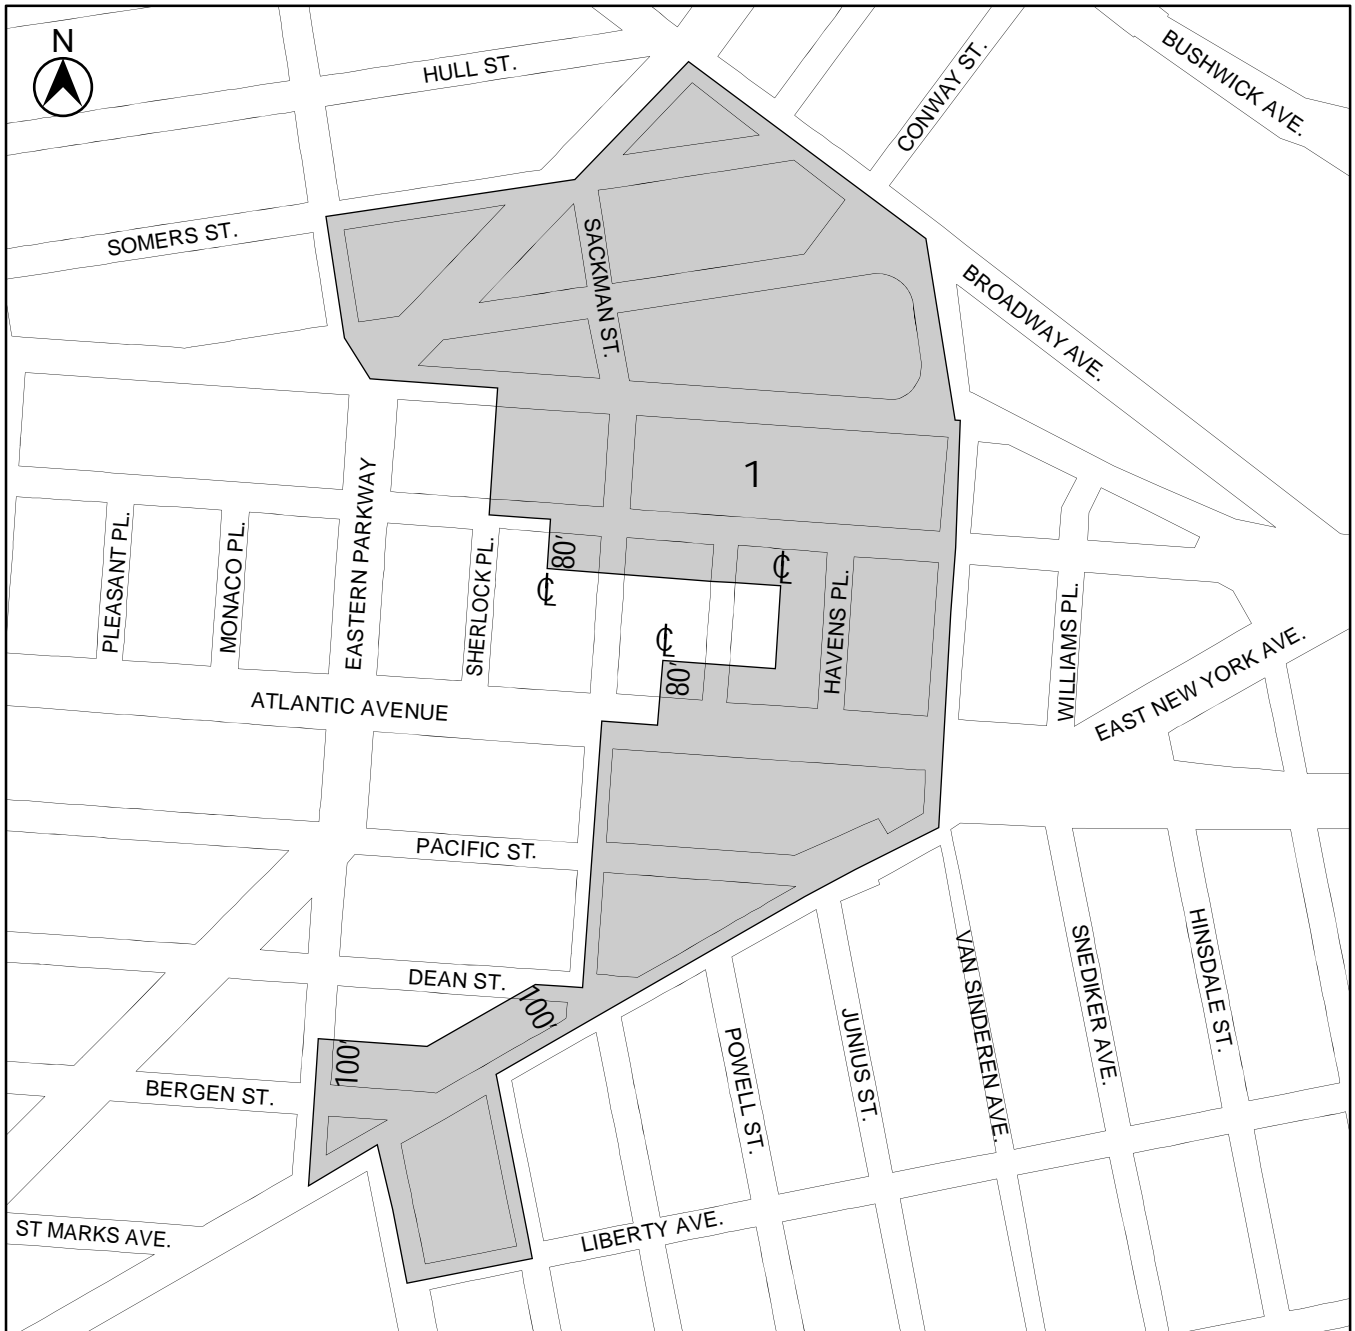 N
HULL ST.
CONWAY ST.
BUSHWICK AVE.
SOMERS ST.
SACKMAN ST.
BROADWAY AVE.
1
PLEASANT PL.
MONACO PL.
EASTERN PARKWAY
SHERLOCK PL.
80'
℄
℄
HAVENS PL.
WILLIAMS PL.
℄
80'
EAST NEW YORK AVE.
ATLANTIC AVENUE
PACIFIC ST.
DEAN ST.
100'
100'
BERGEN ST.
POWELL ST.
JUNIUS ST.
VAN SINDEREN AVE.
SNEDIKER AVE.
HINSDALE ST.
ST MARKS AVE.
LIBERTY AVE.